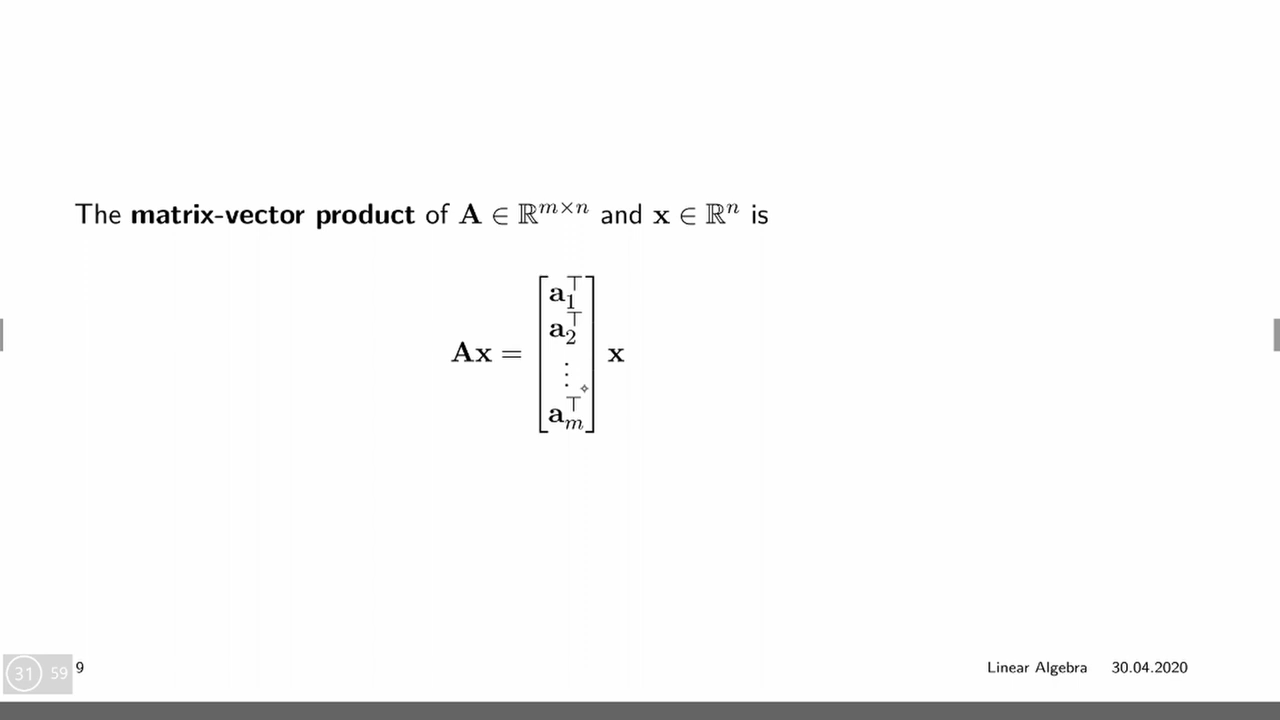 The matrix-vector product of A ∈ ℝ^{m×n} and x ∈ ℝ^n is
Ax = [a_1^⊤ a_2^⊤ ⋮ a_m^⊤] x
31 59 9
Linear Algebra 30.04.2020